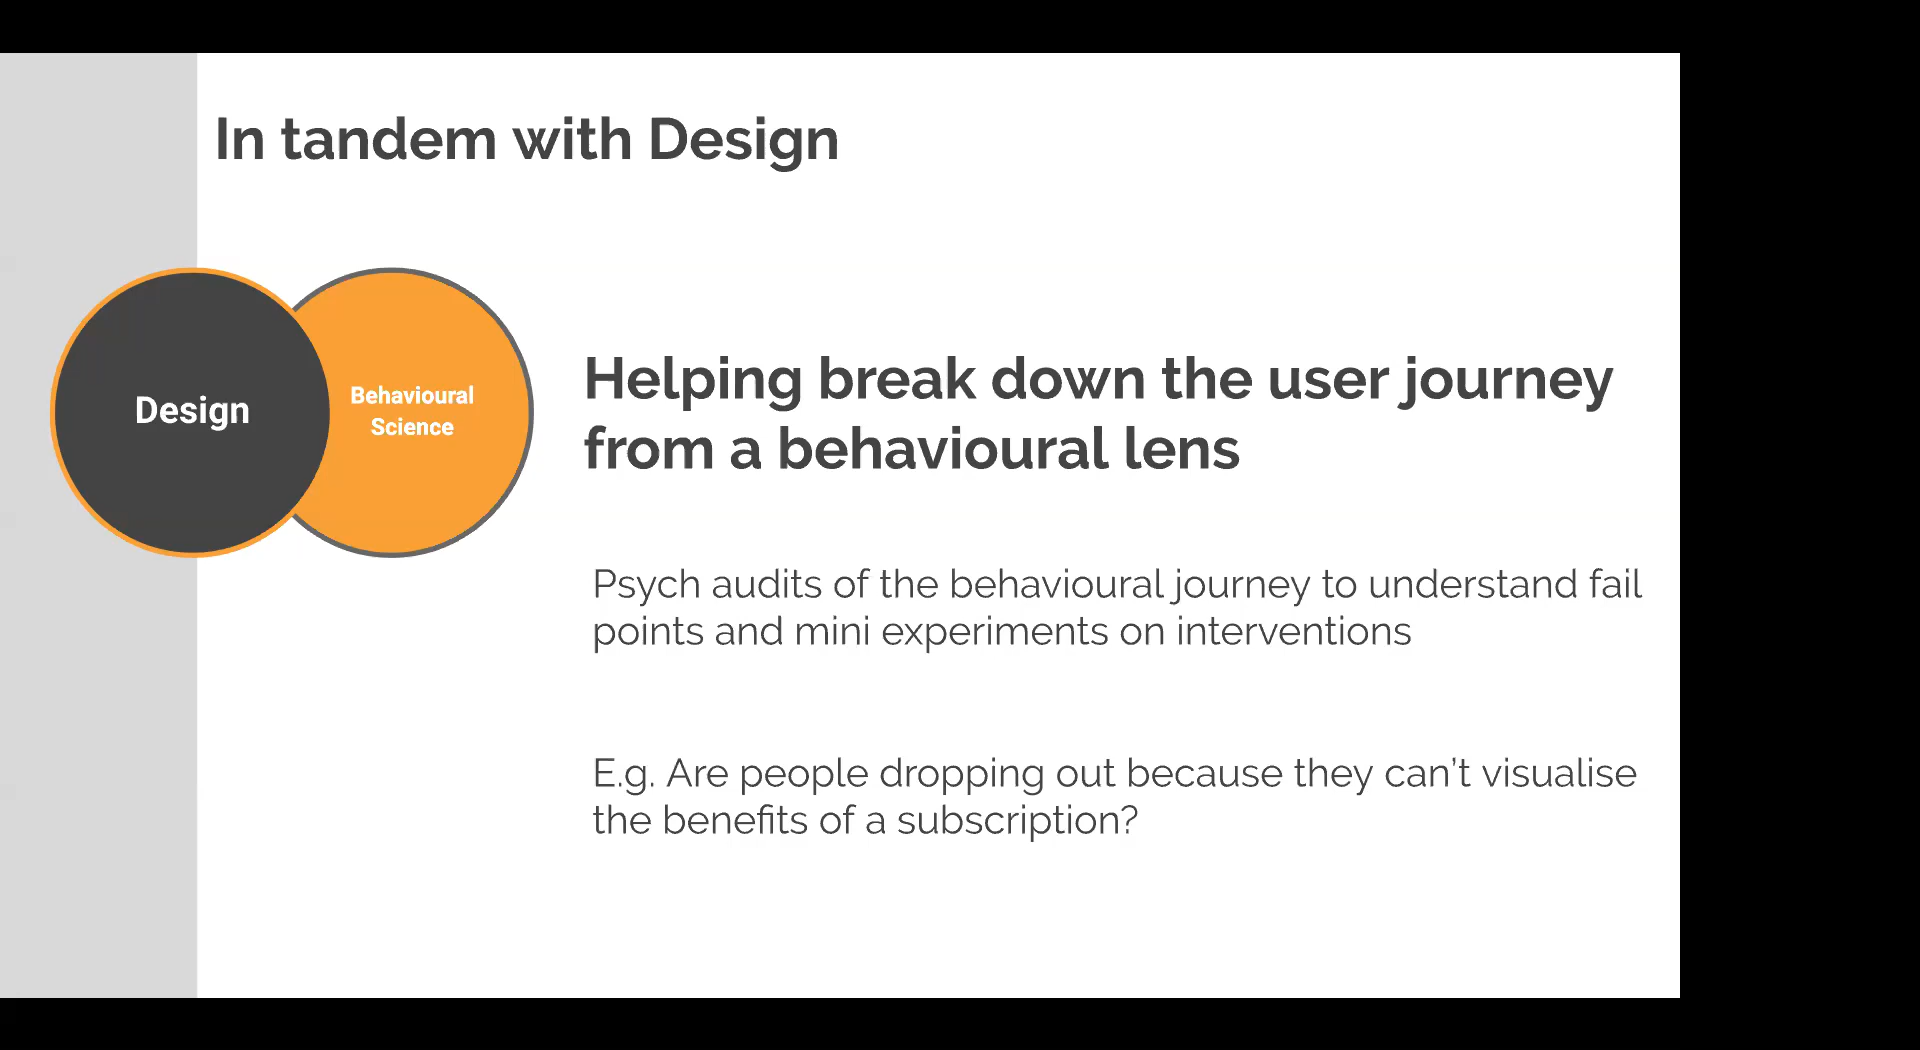 In tandem with Design
Design
Behavioural
Science
Helping break down the user journey
from a behavioural lens
Psych audits of the behavioural journey to understand fail
points and mini experiments on interventions
E.g. Are people dropping out because they can’t visualise
the benefits of a subscription?